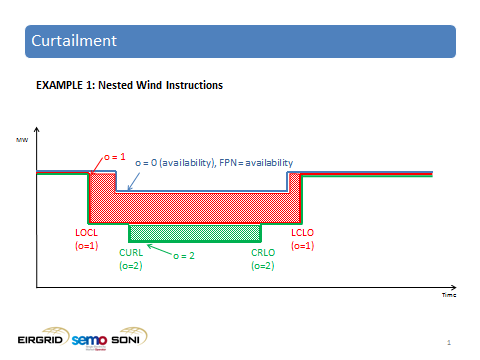 Curtailment
EXAMPLE 1: Nested Wind Instructions
MW
o = 1
o = 0 (availability), FPN= availability
LOCL
(o=1)
LCLO
(o=1)
CURL
(o=2)
o = 2
CRLO
(o=2)
Time
EIRGRID
semo
SONI
1